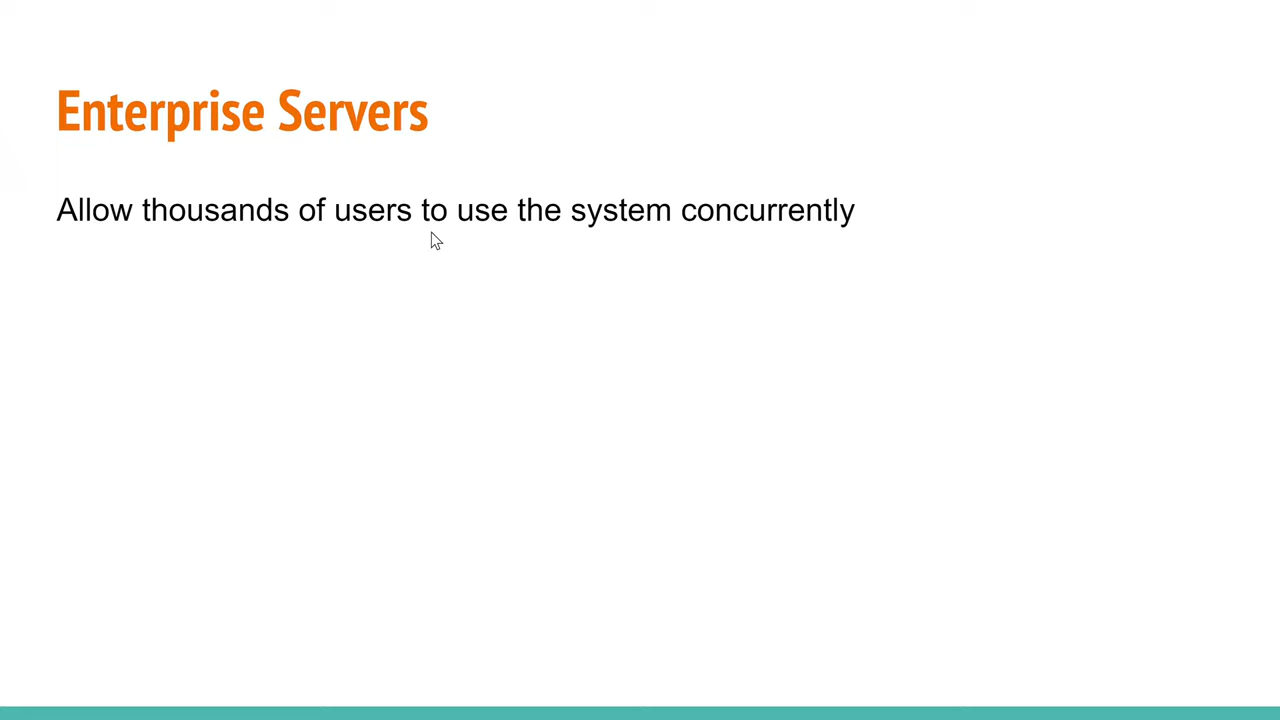 Enterprise Servers
Allow thousands of users to use the system concurrently